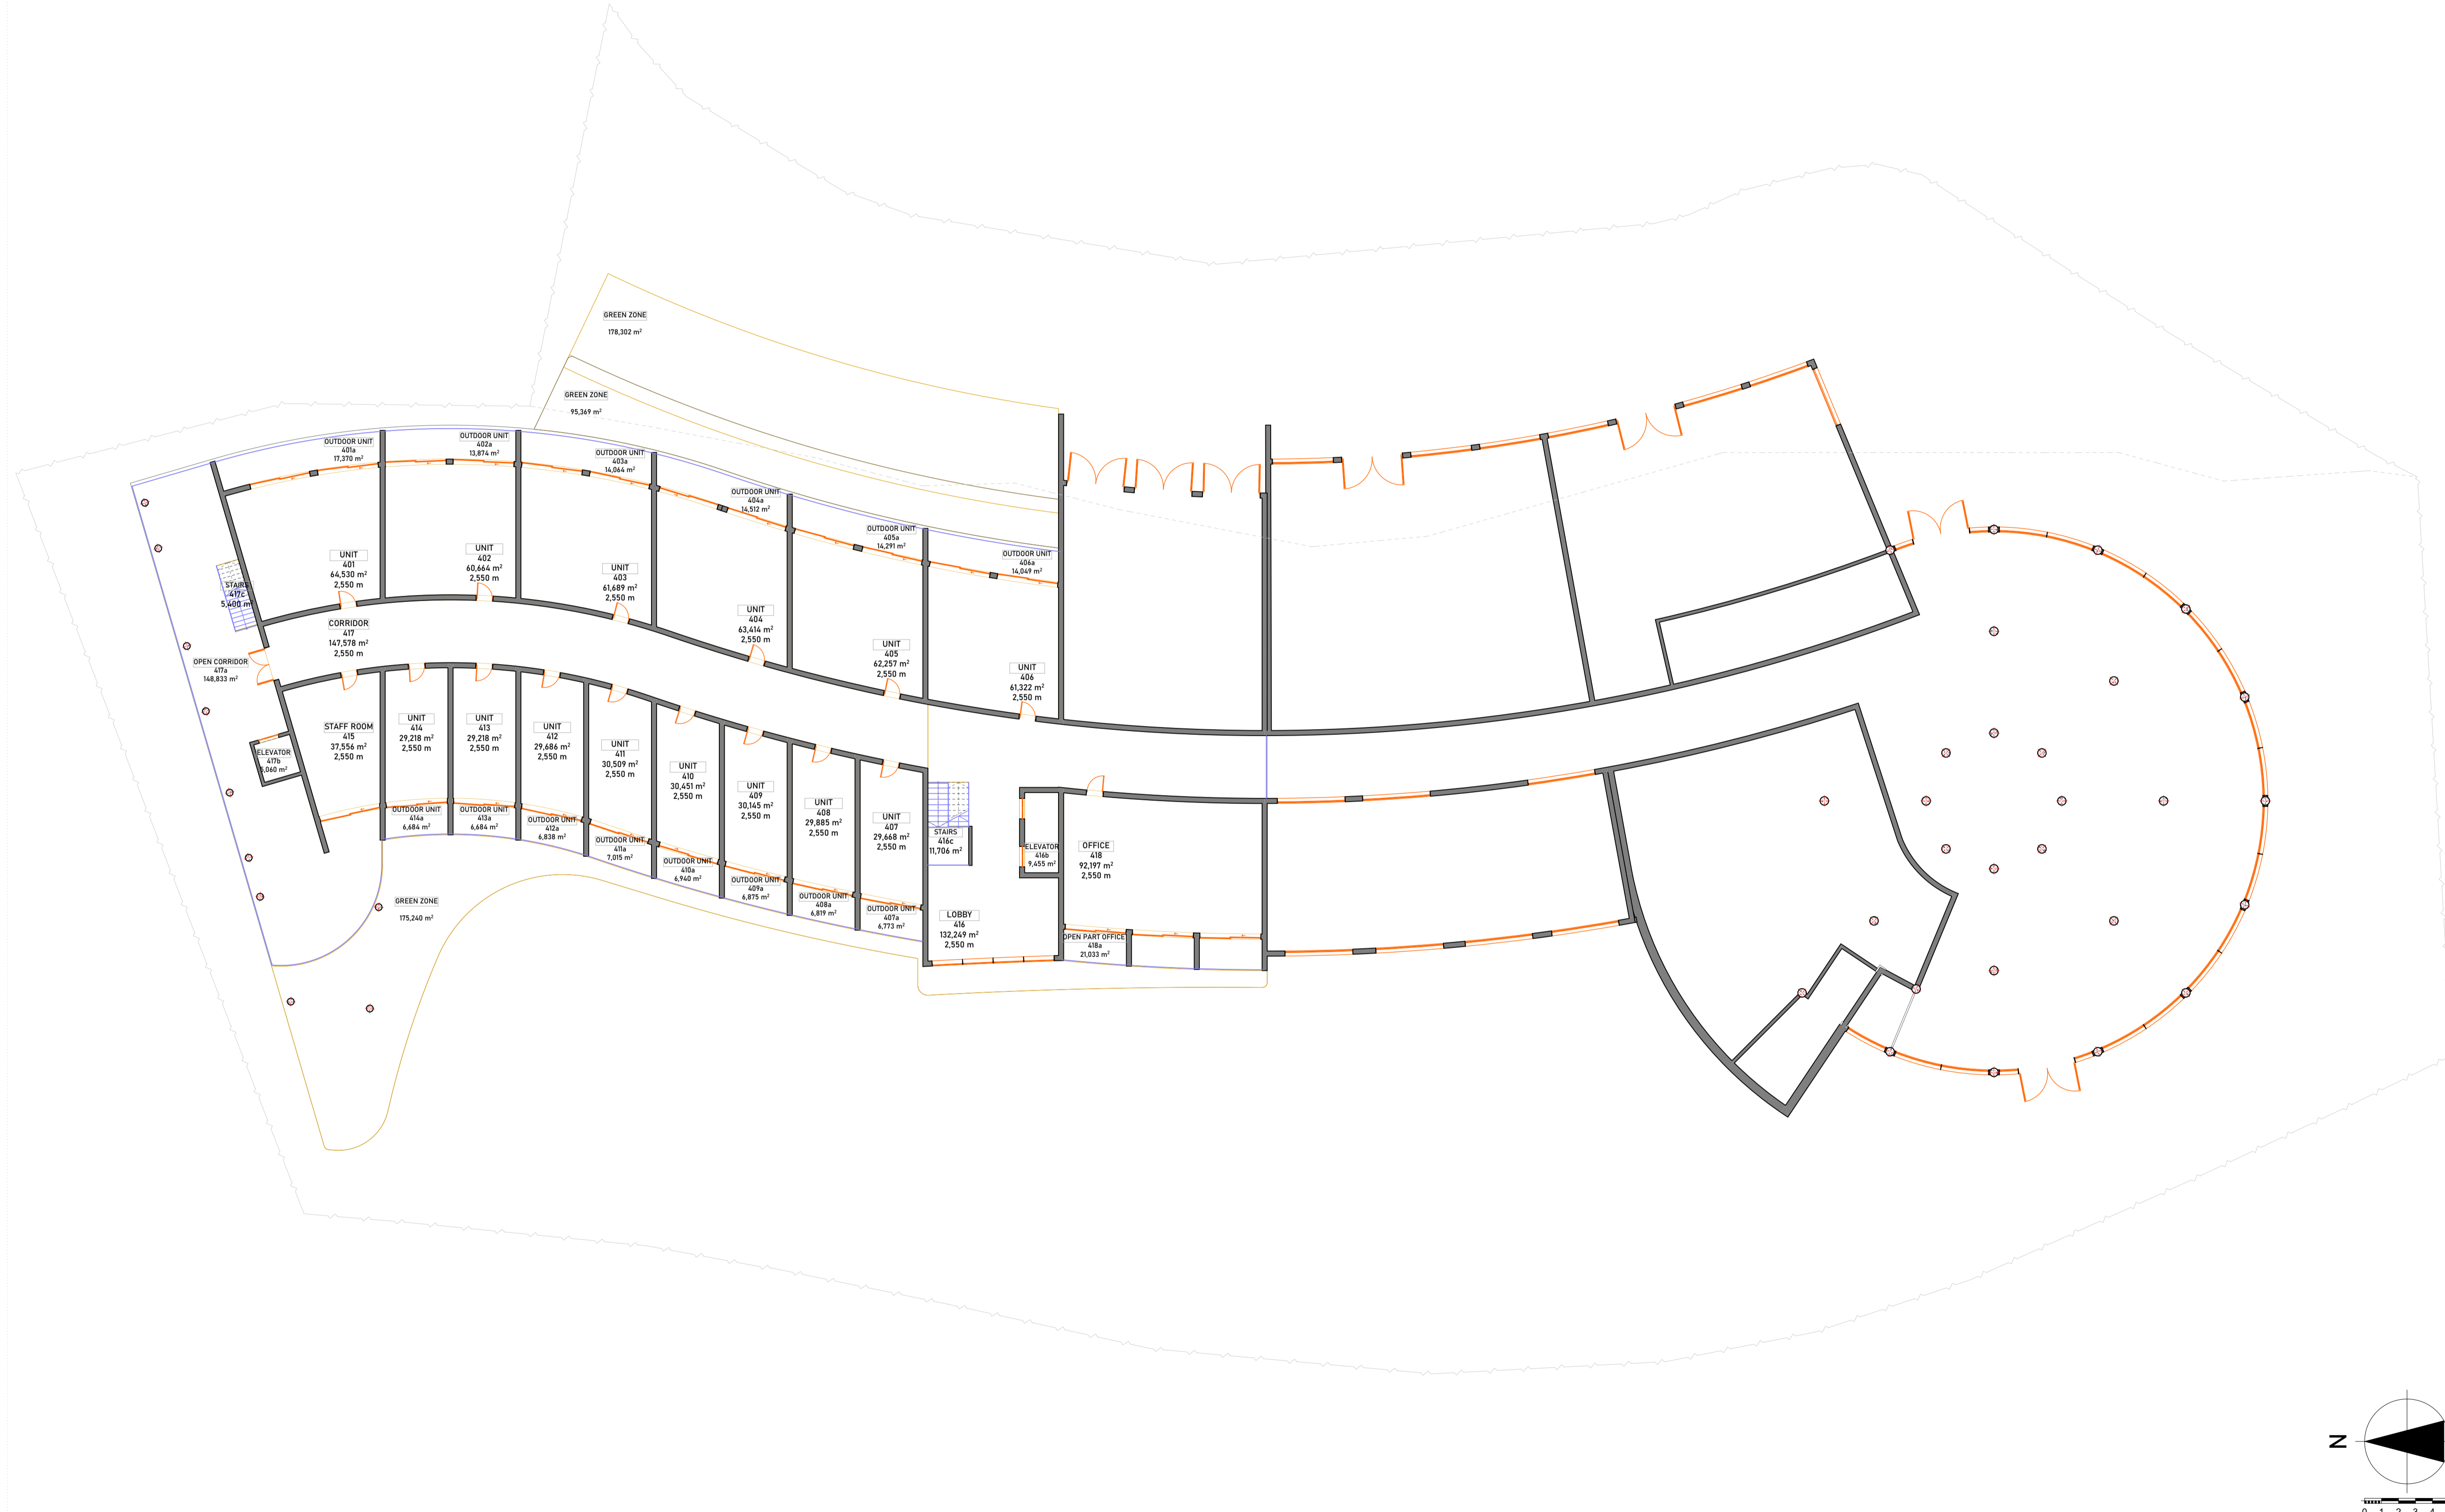 GREEN ZONE
178,302 m²
GREEN ZONE
95,369 m²
OUTDOOR UNIT
401a
17,370 m²
OUTDOOR UNIT
402a
13,874 m²
OUTDOOR UNIT
403a
14,064 m²
OUTDOOR UNIT
404a
14,512 m²
OUTDOOR UNIT
405a
14,291 m²
OUTDOOR UNIT
406a
14,049 m²
UNIT
401
64,530 m²
2,550 m
UNIT
402
60,664 m²
2,550 m
UNIT
403
61,689 m²
2,550 m
UNIT
404
63,414 m²
2,550 m
UNIT
405
62,257 m²
2,550 m
UNIT
406
61,322 m²
2,550 m
STAIRS
417c
5,400 m²
CORRIDOR
417
147,578 m²
2,550 m
OPEN CORRIDOR
417a
148,833 m²
ELEVATOR
417b
5,060 m²
STAFF ROOM
415
37,556 m²
2,550 m
UNIT
414
29,218 m²
2,550 m
UNIT
413
29,218 m²
2,550 m
UNIT
412
29,686 m²
2,550 m
UNIT
411
30,509 m²
2,550 m
UNIT
410
30,451 m²
2,550 m
UNIT
409
30,145 m²
2,550 m
UNIT
408
29,885 m²
2,550 m
UNIT
407
29,668 m²
2,550 m
OUTDOOR UNIT
414a
6,684 m²
OUTDOOR UNIT
413a
6,684 m²
OUTDOOR UNIT
412a
6,838 m²
OUTDOOR UNIT
411a
7,015 m²
OUTDOOR UNIT
410a
6,940 m²
OUTDOOR UNIT
409a
6,875 m²
OUTDOOR UNIT
408a
6,819 m²
OUTDOOR UNIT
407a
6,773 m²
STAIRS
416c
11,706 m²
ELEVATOR
416b
9,455 m²
OFFICE
418
92,197 m²
2,550 m
LOBBY
416
132,249 m²
2,550 m
OPEN PART OFFICE
418a
21,033 m²
GREEN ZONE
175,240 m²
N
0 1 2 3 4